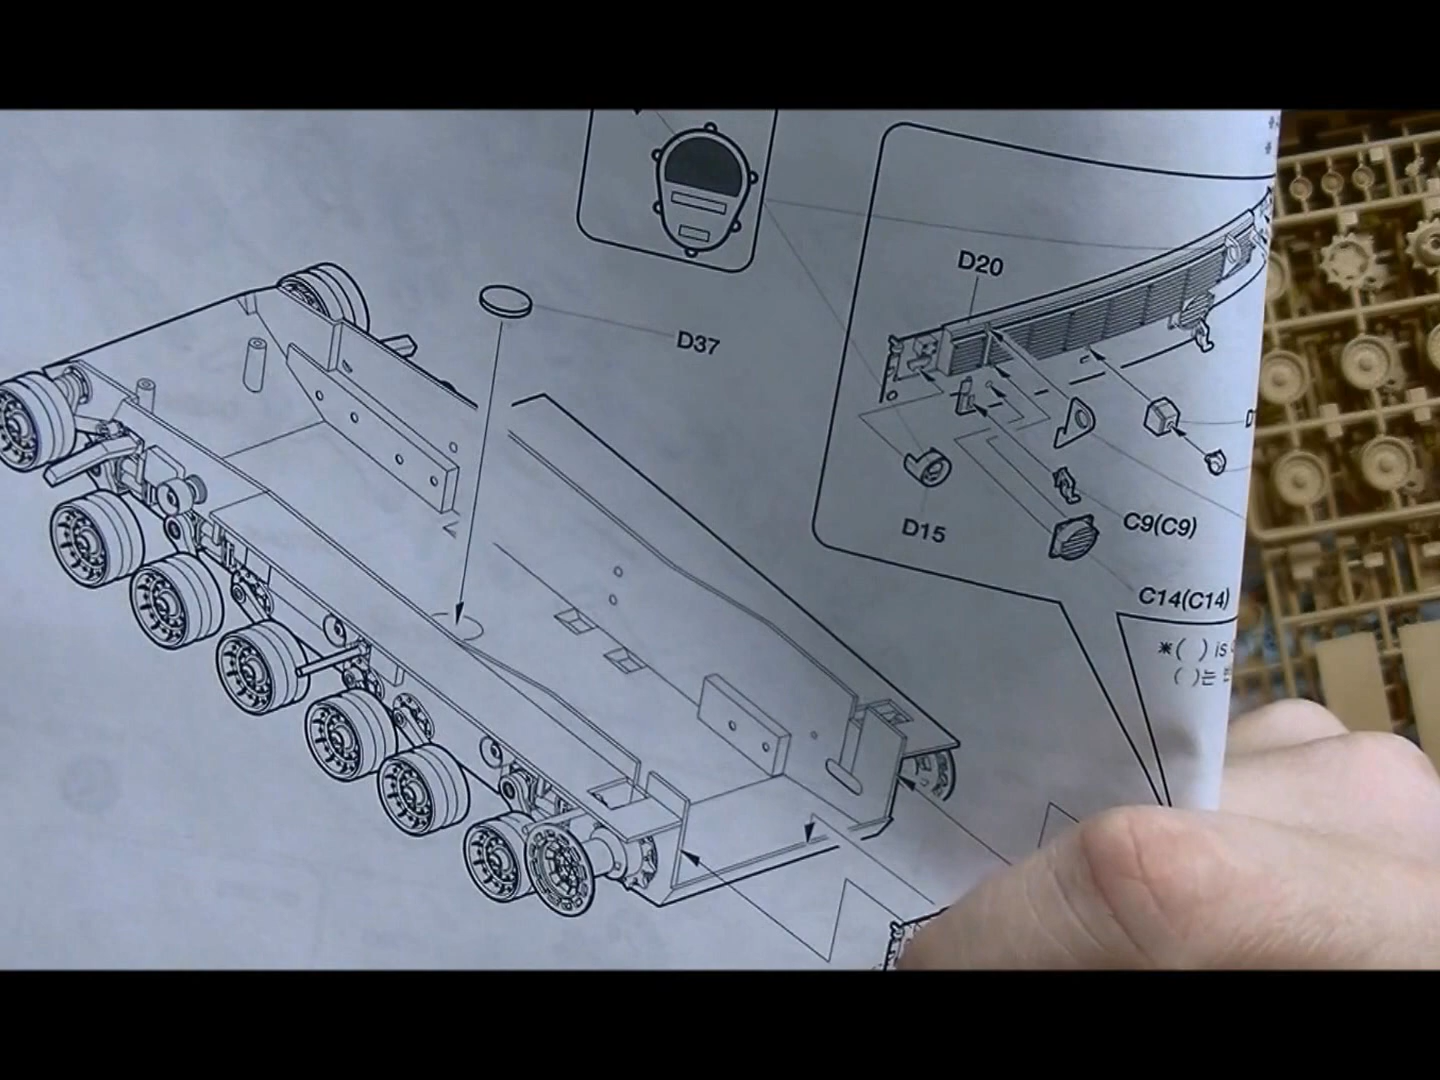 D20
D37
D15
C9(C9)
C14(C14)
※( ) is
( )는